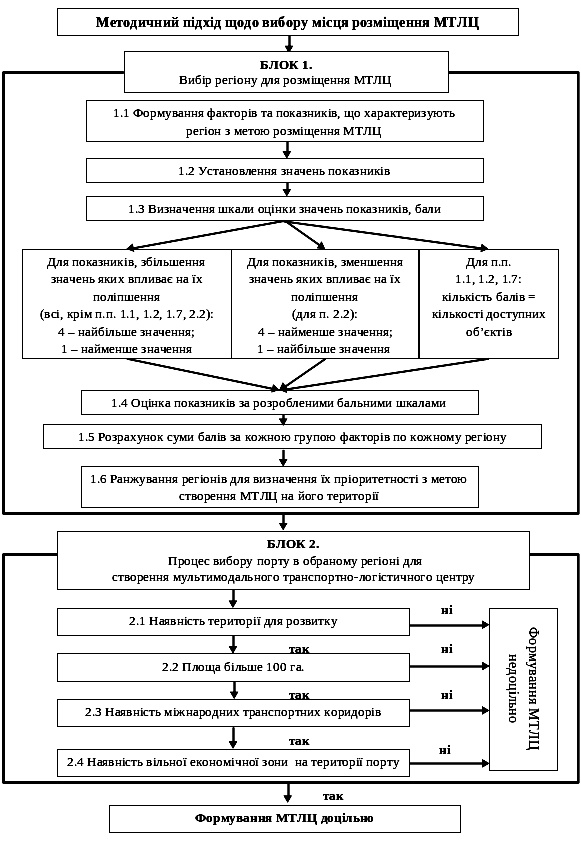 Методичний підхід щодо вибору місця розміщення МТЛЦ
БЛОК 1.
Вибір регіону для розміщення МТЛЦ
1.1 Формування факторів та показників, що характеризують
регіон з метою розміщення МТЛЦ
1.2 Установлення значень показників
1.3 Визначення шкали оцінки значень показників, бали
Для показників, збільшення
значень яких впливає на їх
поліпшення
(всі, крім п.п. 1.1, 1.2, 1.7, 2.2):
4 – найбільше значення;
1 – найменше значення
Для показників, зменшення
значень яких впливає на їх
поліпшення
(для п. 2.2):
4 – найменше значення;
1 – найбільше значення
Для п.п.
1.1, 1.2, 1.7:
кількість балів =
кількості доступних
об’єктів
1.4 Оцінка показників за розробленими бальними шкалами
1.5 Розрахунок суми балів за кожною групою факторів по кожному регіону
1.6 Ранжування регіонів для визначення їх пріоритетності з метою
створення МТЛЦ на його території
БЛОК 2.
Процес вибору порту в обраному регіоні для
створення мультимодального транспортно-логістичного центру
2.1 Наявність території для розвитку
ні
так
2.2 Площа більше 100 га.
ні
так
2.3 Наявність міжнародних транспортних коридорів
ні
так
2.4 Наявність вільної економічної зони на території порту
ні
Формування МТЛЦ
недоцільно
так
Формування МТЛЦ доцільно